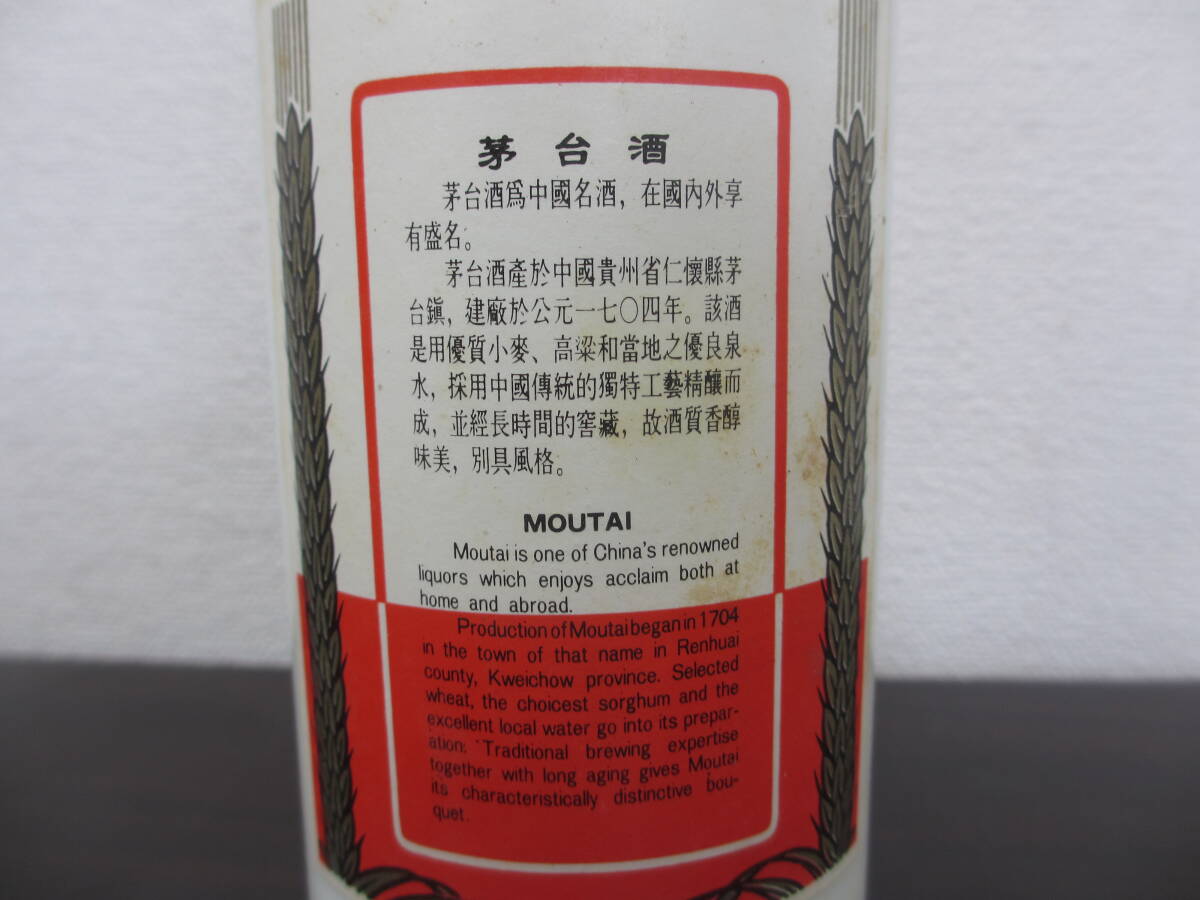 茅台酒
茅台酒爲中國名酒，在國內外享
有盛名。
茅台酒產於中國貴州省仁懷縣茅
台鎭，建厰於公元一七〇四年。該酒
是用優質小麥、高粱和當地之優良泉
水，採用中國傳統的獨特工藝精釀而
成，並經長時間的窖藏，故酒質香醇
味美，別具風格。
MOUTAI
Moutai is one of China's renowned
liquors which enjoys acclaim both at
home and abroad.
Production of Moutai began in 1704
in the town of that name in Renhuai
county, Kweichow province. Selected
wheat, the choicest sorghum and the
excellent local water go into its prepar-
ation. Traditional brewing expertise
together with long aging gives Moutai
its characteristically distinctive bou-
quet.